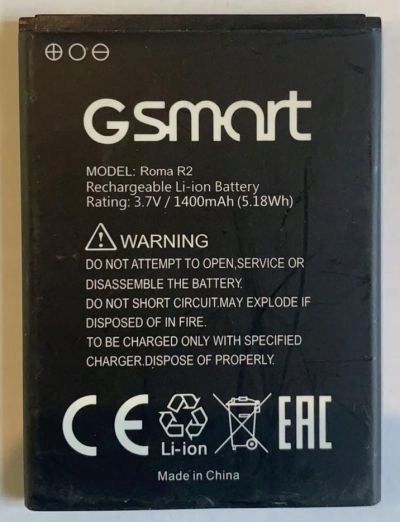 Gsmart
MODEL: Roma R2
Rechargeable Li-ion Battery
Rating: 3.7V / 1400mAh (5.18Wh)
WARNING
DO NOT ATTEMPT TO OPEN,SERVICE OR
DISASSEMBLE THE BATTERY.
DO NOT SHORT CIRCUIT.MAY EXPLODE IF
DISPOSED OF IN FIRE.
TO BE CHARGED ONLY WITH SPECIFIED
CHARGER.DISPOSE OF PROPERLY.
CE Li-ion EAC
Made in China